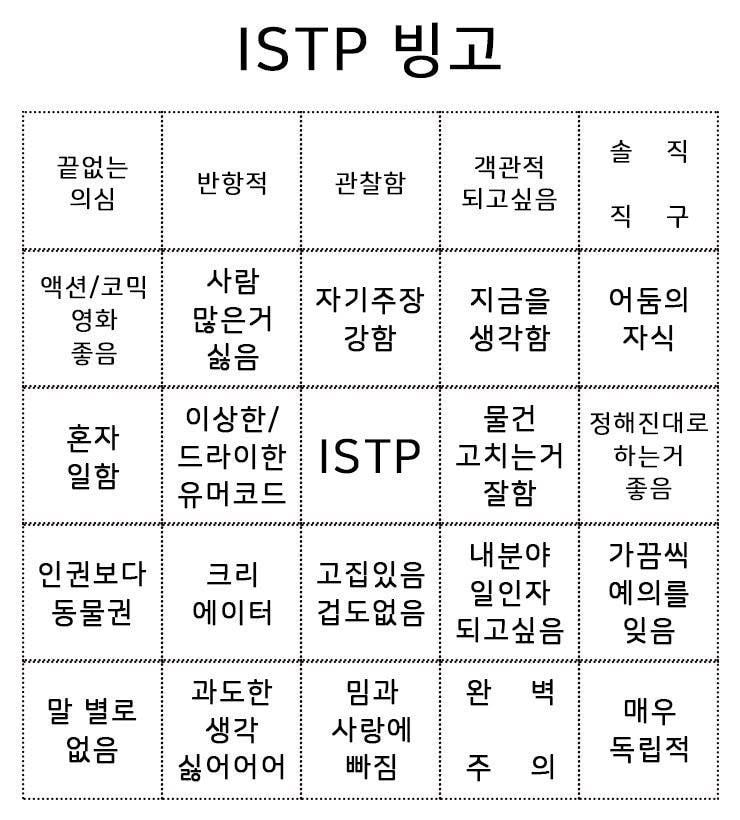 ISTP 빙고
끝없는
의심
반항적
관찰함
객관적
되고싶음
솔 직
직 구
액션/코믹
영화
좋음
사람
많은거
싫음
자기주장
강함
지금을
생각함
어둠의
자식
혼자
일함
이상한/
드라이한
유머코드
ISTP
물건
고치는거
잘함
정해진대로
하는거
좋음
인권보다
동물권
크리
에이터
고집있음
겁도없음
내분야
일인자
되고싶음
가끔씩
예의를
잊음
말 별로
없음
과도한
생각
싫어어어
밈과
사랑에
빠짐
완 벽
주 의
매우
독립적